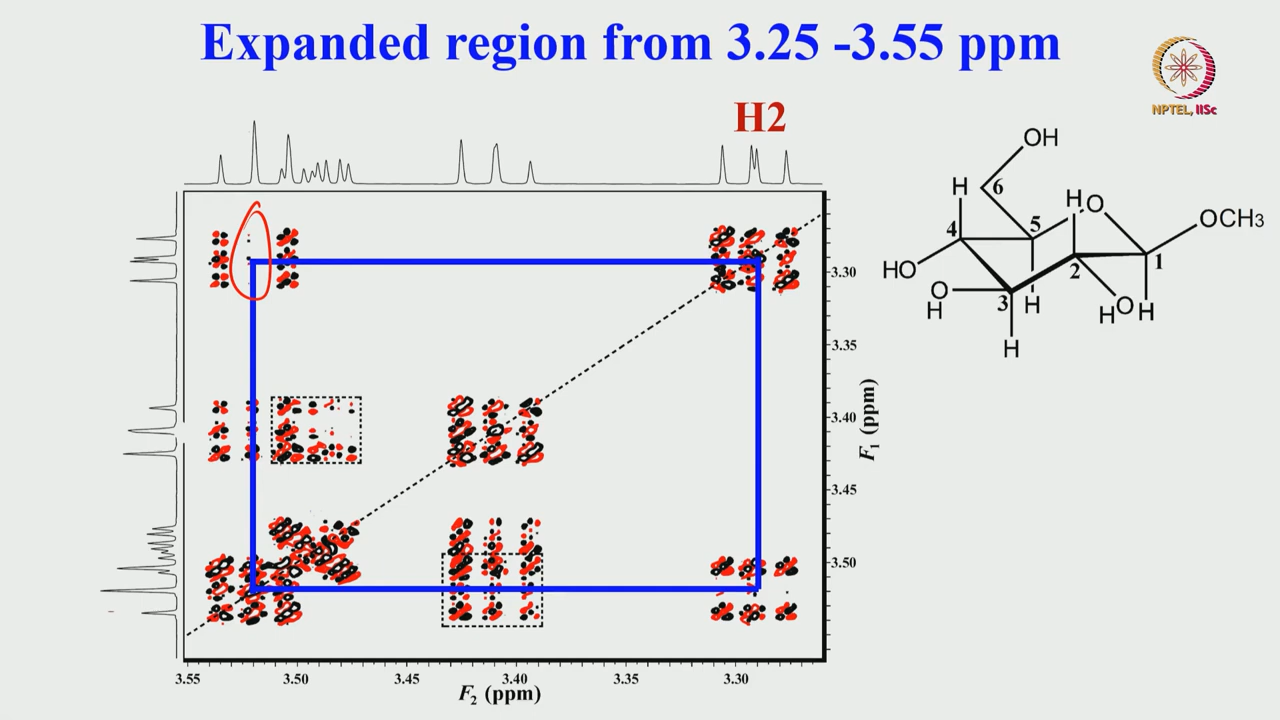 Expanded region from 3.25 -3.55 ppm
NPTEL, IISc
H2
OH
H
6
H
O
OCH3
4
5
HO
2
1
O
H
3
H
HO
H
H
3.30
3.35
3.40
3.45
3.50
F1 (ppm)
3.55
3.50
3.45
3.40
3.35
3.30
F2 (ppm)